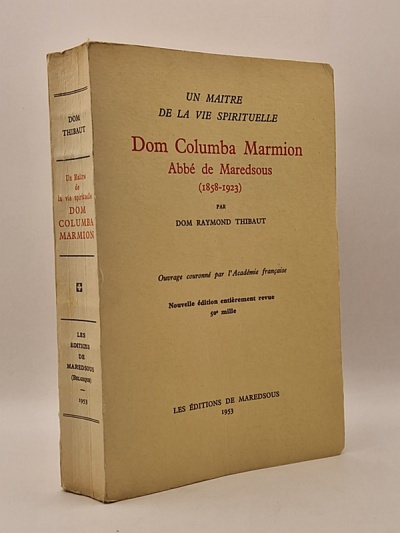 DOM
THIBAUT
Un Maître
de
la vie spirituelle
DOM
COLUMBA
MARMION
LES
ÉDITIONS
DE
MAREDSOUS
(Belgique)
1953
UN MAITRE
DE LA VIE SPIRITUELLE
Dom Columba Marmion
Abbé de Maredsous
(1858-1923)
PAR
DOM RAYMOND THIBAUT
Ouvrage couronné par l'Académie française
Nouvelle édition entièrement revue
50e mille
LES ÉDITIONS DE MAREDSOUS
1953